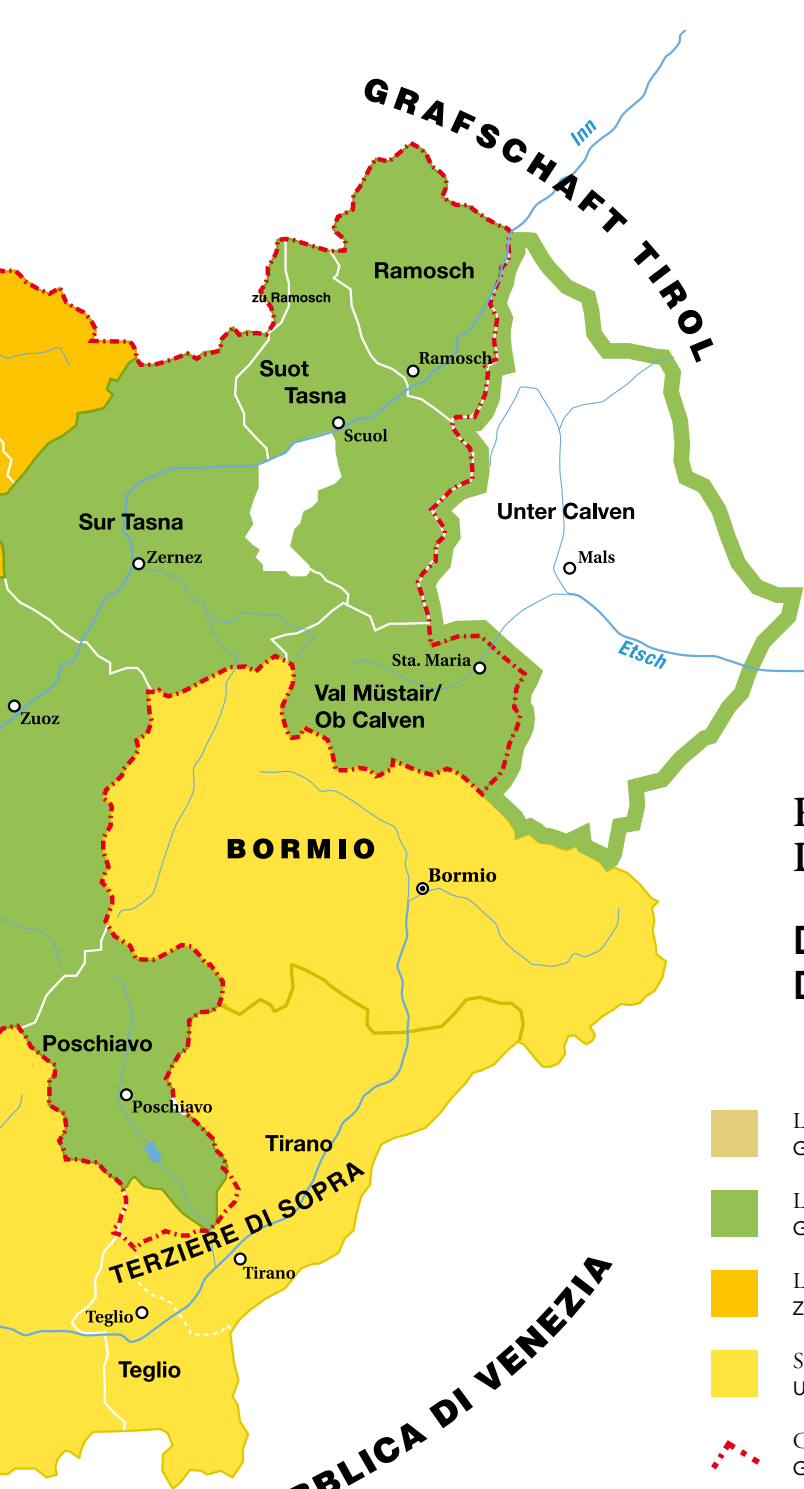 GRAFSCHAFT TIROL
Inn
Ramosch
zu Ramosch
Ramosch
Suot
Tasna
Scuol
Unter Calven
Sur Tasna
Zernez
Mals
Etsch
Sta. Maria
Val Müstair/
Ob Calven
Zuoz
BORMIO
Bormio
Poschiavo
Poschiavo
Tirano
TERZIERE DI SOPRA
Tirano
Teglio
Teglio
BBLICA DI VENEZIA
D
D
L
G
L
G
L
Z
S
U
G